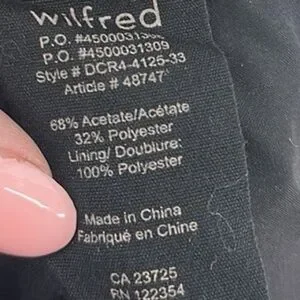 wilfred
P.O. #4500031309
P.O. #4500031309
Style # DCR4-4125-33
Article # 48747
68% Acetate/Acétate
32% Polyester
Lining/ Doublure:
100% Polyester
Made in China
Fabriqué en Chine
CA 23725
RN 122354